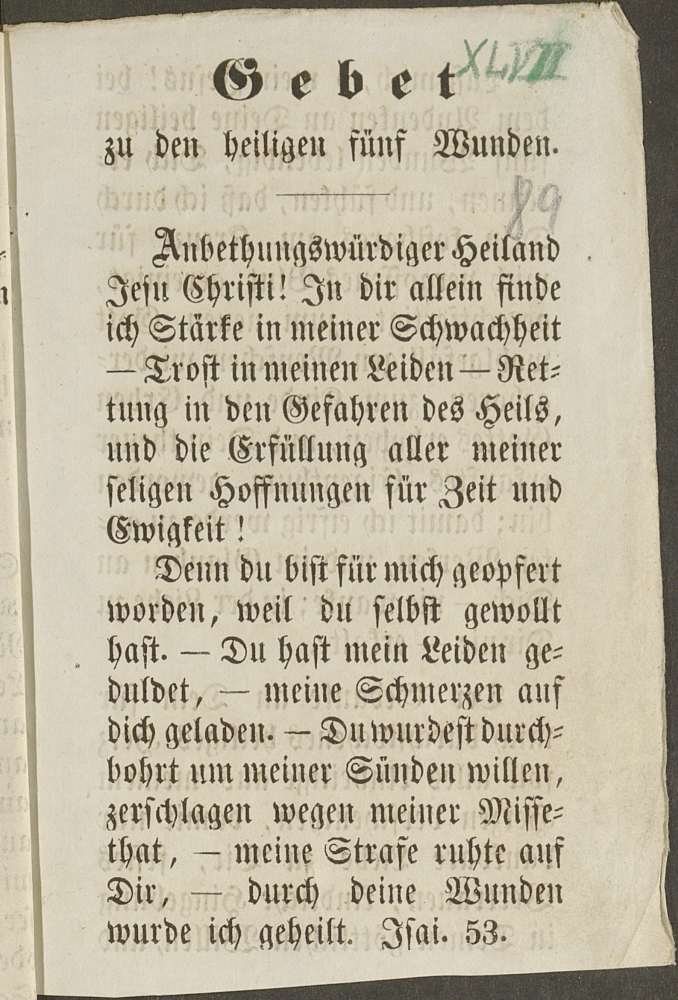 Gebet
XLVII
zu den heiligen fünf Wunden.
89
Anbethungswürdiger Heiland
Jesu Christi! In dir allein finde
ich Stärke in meiner Schwachheit
— Trost in meinen Leiden — Ret-
tung in den Gefahren des Heils,
und die Erfüllung aller meiner
seligen Hoffnungen für Zeit und
Ewigkeit!
Denn du bist für mich geopfert
worden, weil du selbst gewollt
hast. — Du hast mein Leiden ge-
duldet, — meine Schmerzen auf
dich geladen. — Du wurdest durch-
bohrt um meiner Sünden willen,
zerschlagen wegen meiner Misse-
that, — meine Strafe ruhte auf
Dir, — durch deine Wunden
wurde ich geheilt. Isai. 53.